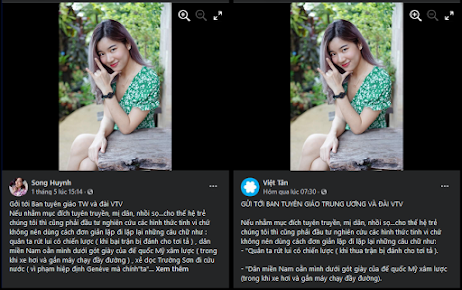 Song Huynh
1 tháng 5 lúc 15:14
Gởi tới Ban tuyên giáo TW và đài VTV
Nếu nhằm mục đích tuyên truyền, mị dân, nhồi sọ...cho thế hệ trẻ
chúng tôi thì cũng phải đầu tư nghiên cứu các hình thức tinh vi chứ
không nên dùng cách đơn giản lặp đi lặp lại những câu chữ như :
" quân ta rút lui có chiến lược ( khi bại trận bị đánh cho tơi tả ) , dân
miền Nam oằn mình dưới gót giày của đế quốc Mỹ xâm lược ( trong
khi xe hơi và gắn máy chạy đầy đường) , xẻ dọc Trường Sơn đi cứu
nước ( vi phạm hiệp định Genève mà chính"ta"... Xem thêm
Việt Tân
Hôm qua lúc 07:30
GỬI TỚI BAN TUYÊN GIÁO TRUNG ƯƠNG VÀ ĐÀI VTV
Nếu nhằm mục đích tuyên truyền, mị dân, nhồi sọ...cho thế hệ trẻ
chúng tôi thì cũng phải đầu tư nghiên cứu các hình thức tinh vi chứ
không nên dùng cách đơn giản lặp đi lặp lại những câu chữ như:
- "Quân ta rút lui có chiến lược" (khi thua trận bị đánh cho tơi tả).
- "Dân miền Nam oằn mình dưới gót giày của đế quốc Mỹ xâm lược"
(trong khi xe hơi và gắn máy chạy đầy đường).